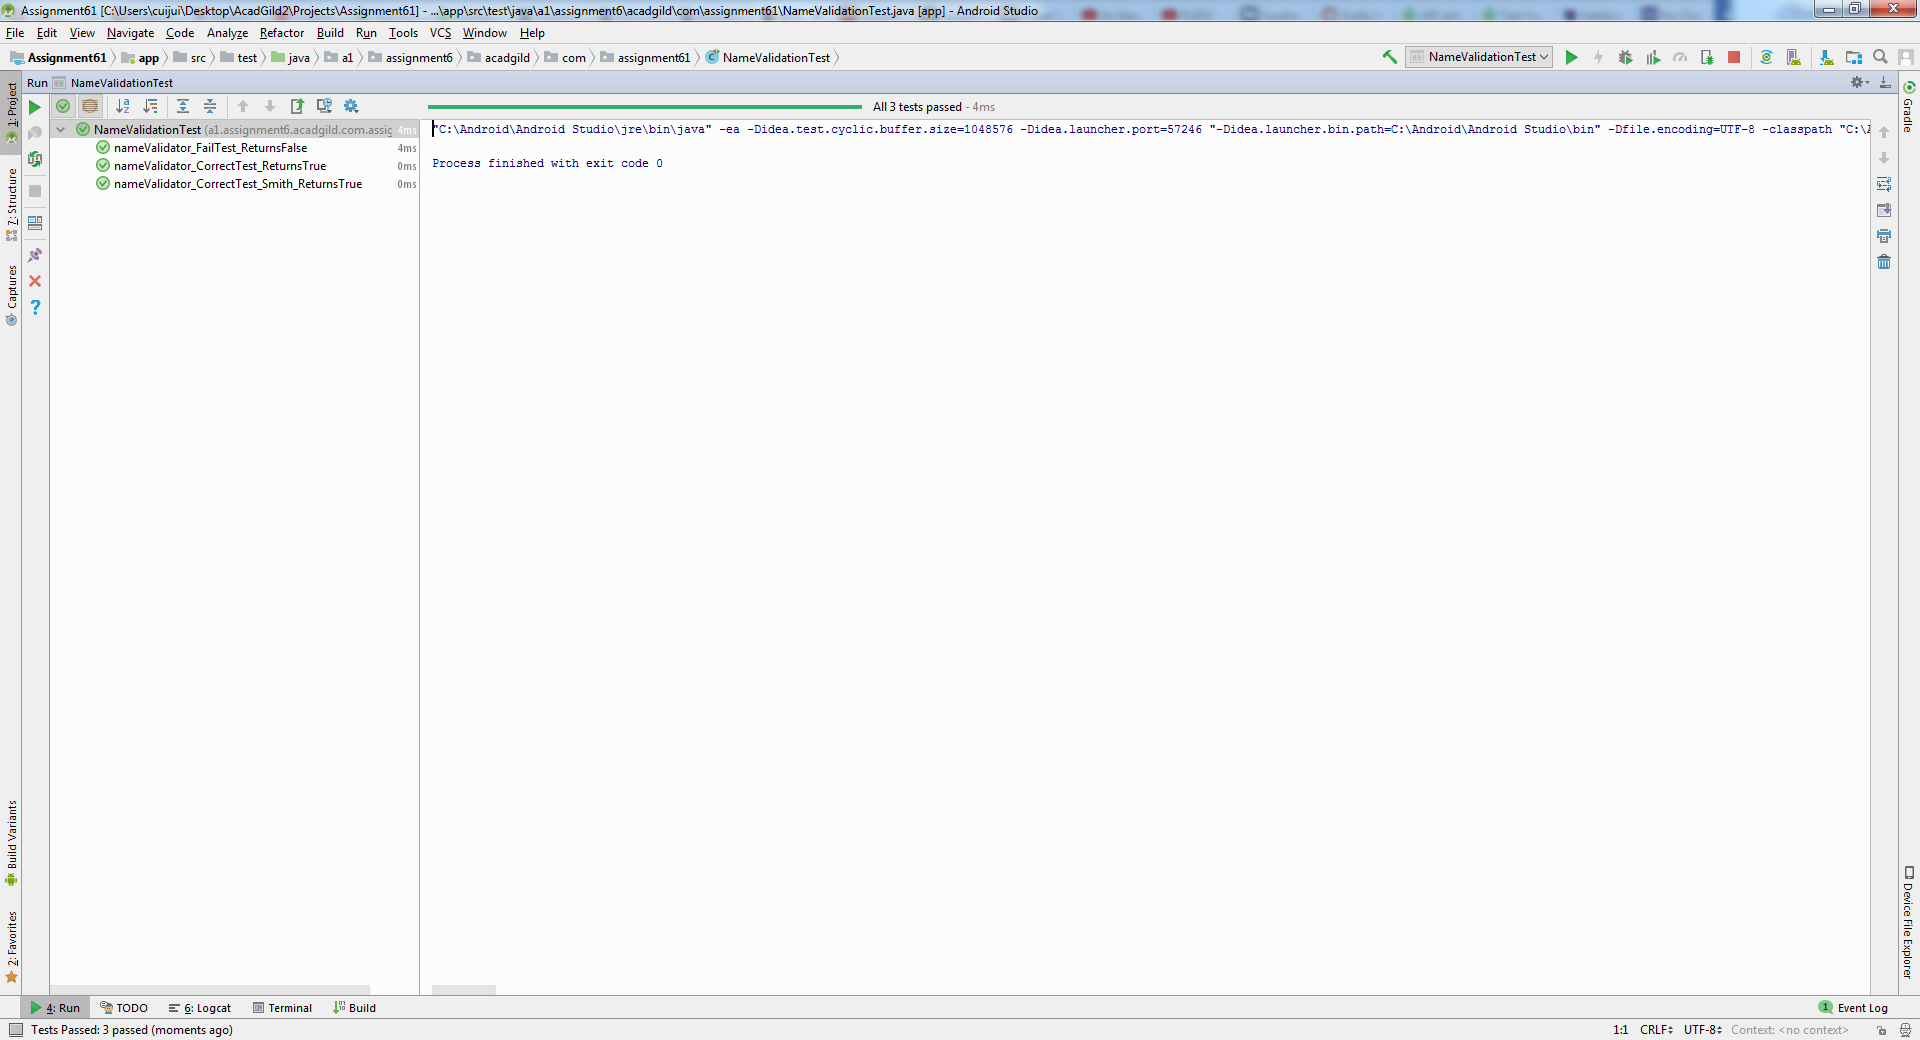 Assignment61 [C:\Users\cuijui\Desktop\AcadGild2\Projects\Assignment61] - ...\app\src\test\java\a1\assignment6\acadgild\com\assignment61\NameValidationTest.java [app] - Android Studio
File Edit View Navigate Code Analyze Refactor Build Run Tools VCS Window Help
Assignment61 app src test java a1 assignment6 acadgild com assignment61 NameValidationTest NameValidationTest
Run NameValidationTest
All 3 tests passed - 4ms
NameValidationTest (a1.assignment6.acadgild.com.assig 4ms
nameValidator_FailTest_ReturnsFalse 4ms
nameValidator_CorrectTest_ReturnsTrue 0ms
nameValidator_CorrectTest_Smith_ReturnsTrue 0ms
"C:\Android\Android Studio\jre\bin\java" -ea -Didea.test.cyclic.buffer.size=1048576 -Didea.launcher.port=57246 "-Didea.launcher.bin.path=C:\Android\Android Studio\bin" -Dfile.encoding=UTF-8 -classpath "C:\A
Process finished with exit code 0
1: Project
7: Structure
Captures
Build Variants
2: Favorites
Gradle
Device File Explorer
4: Run TODO 6: Logcat Terminal Build 1 Event Log
Tests Passed: 3 passed (moments ago) 1:1 CRLF UTF-8 Context: <no context>